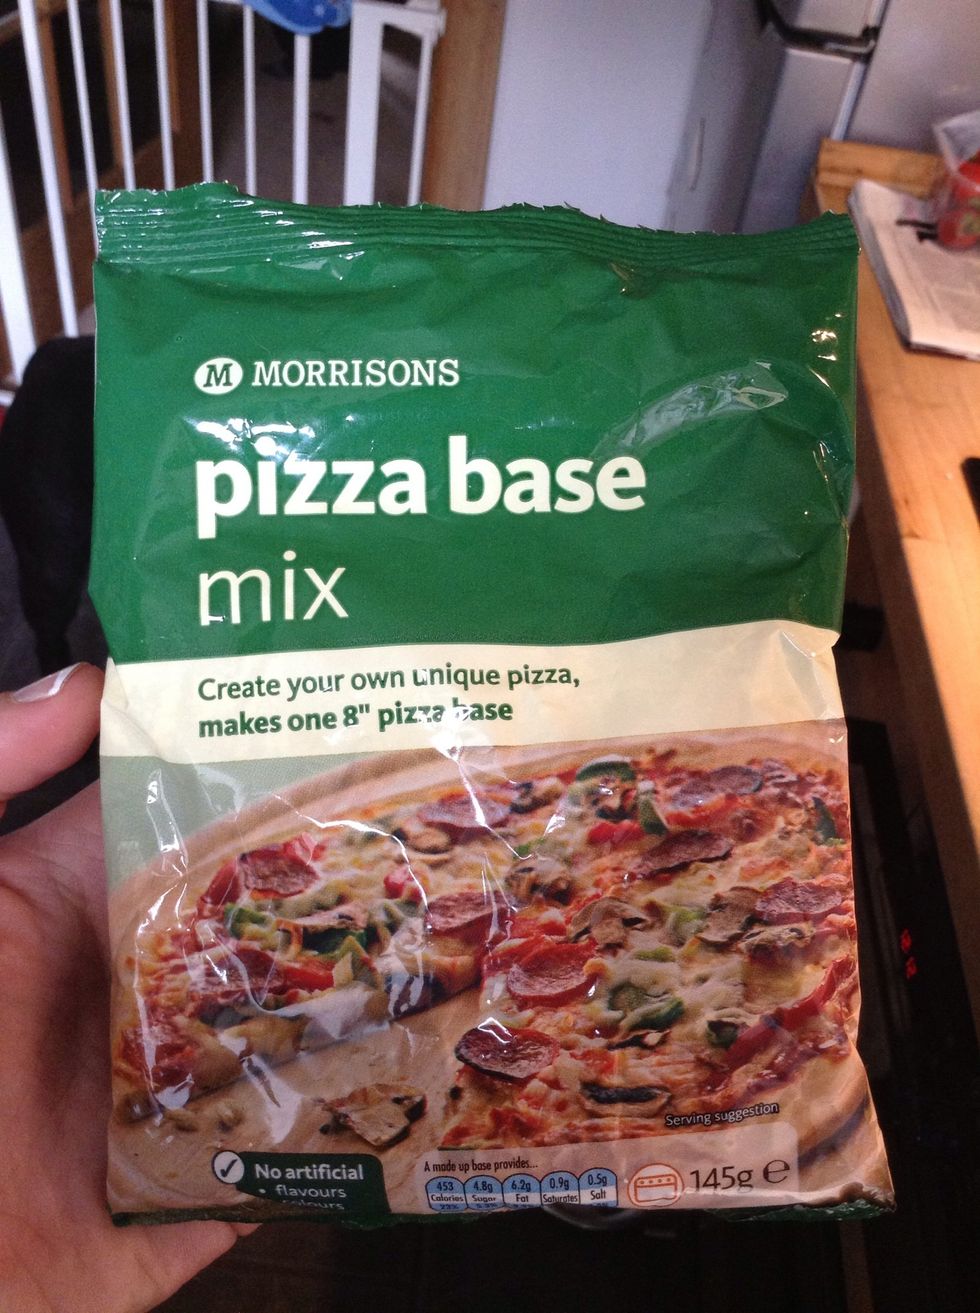 M MORRISONS
pizza base
mix
Create your own unique pizza,
makes one 8" pizza base
Serving suggestion
No artificial
• flavours
A made up base provides...
453 4.8g 6.2g 0.9g 0.5g
Calories Sugar Fat Saturates Salt
145g ℮